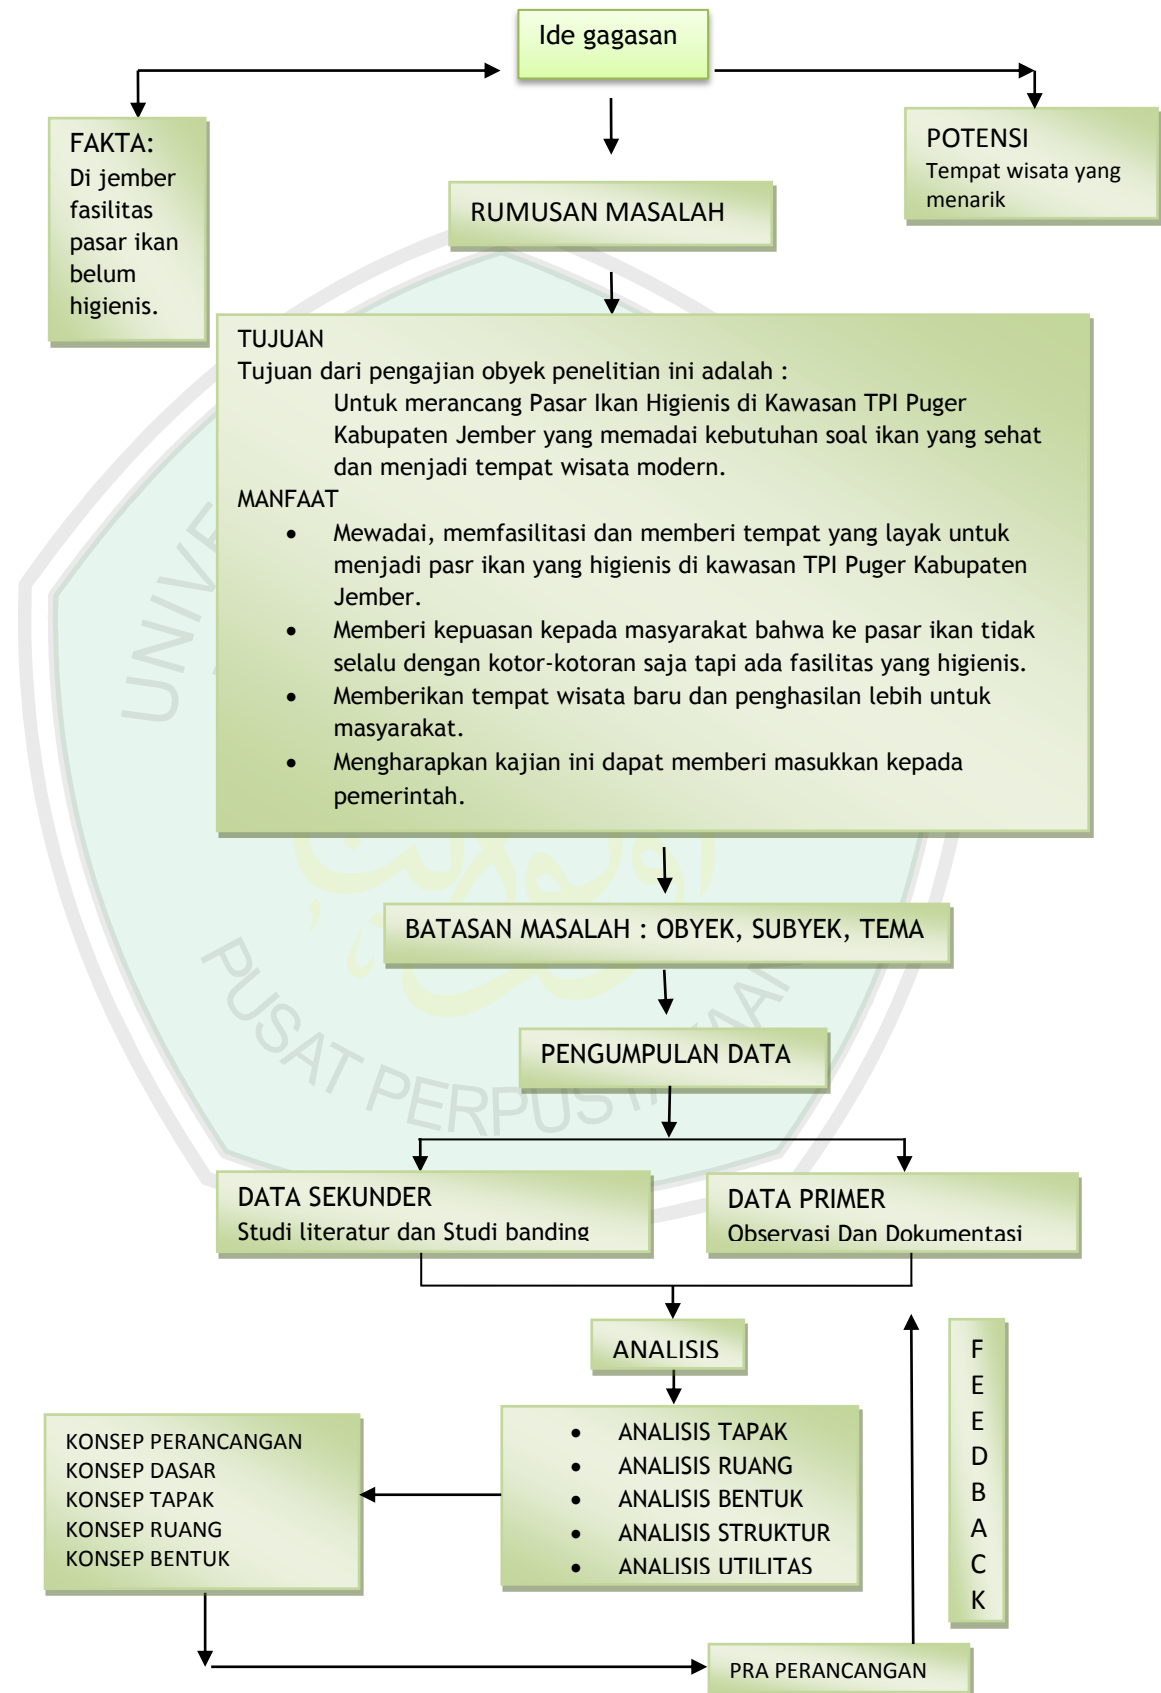 Ide gagasan
FAKTA:
Di jember
fasilitas
pasar ikan
belum
higienis.
POTENSI
Tempat wisata yang
menarik
RUMUSAN MASALAH
TUJUAN
Tujuan dari pengajian obyek penelitian ini adalah :
Untuk merancang Pasar Ikan Higienis di Kawasan TPI Puger
Kabupaten Jember yang memadai kebutuhan soal ikan yang sehat
dan menjadi tempat wisata modern.
MANFAAT
• Mewadai, memfasilitasi dan memberi tempat yang layak untuk
menjadi pasr ikan yang higienis di kawasan TPI Puger Kabupaten
Jember.
• Memberi kepuasan kepada masyarakat bahwa ke pasar ikan tidak
selalu dengan kotor-kotoran saja tapi ada fasilitas yang higienis.
• Memberikan tempat wisata baru dan penghasilan lebih untuk
masyarakat.
• Mengharapkan kajian ini dapat memberi masukkan kepada
pemerintah.
BATASAN MASALAH : OBYEK, SUBYEK, TEMA
PENGUMPULAN DATA
DATA SEKUNDER
Studi literatur dan Studi banding
DATA PRIMER
Observasi Dan Dokumentasi
ANALISIS
• ANALISIS TAPAK
• ANALISIS RUANG
• ANALISIS BENTUK
• ANALISIS STRUKTUR
• ANALISIS UTILITAS
KONSEP PERANCANGAN
KONSEP DASAR
KONSEP TAPAK
KONSEP RUANG
KONSEP BENTUK
F
E
E
D
B
A
C
K
PRA PERANCANGAN
PUSAT